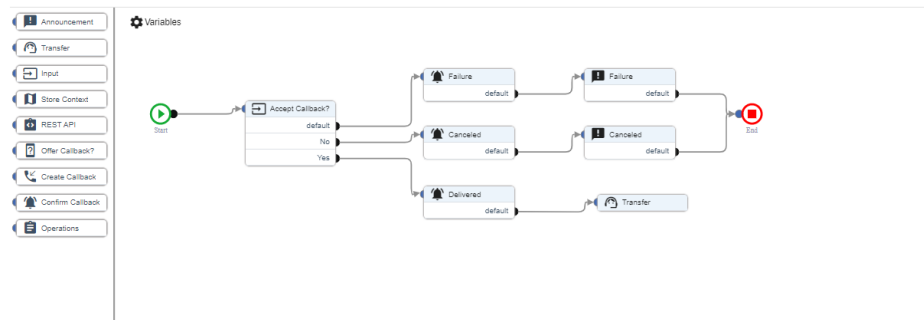 Announcement
Transfer
Input
Store Context
REST API
Offer Callback?
Create Callback
Confirm Callback
Operations
Variables
Start
Accept Callback?
default
No
Yes
Failure
default
Failure
default
Canceled
default
Canceled
default
Delivered
default
Transfer
End